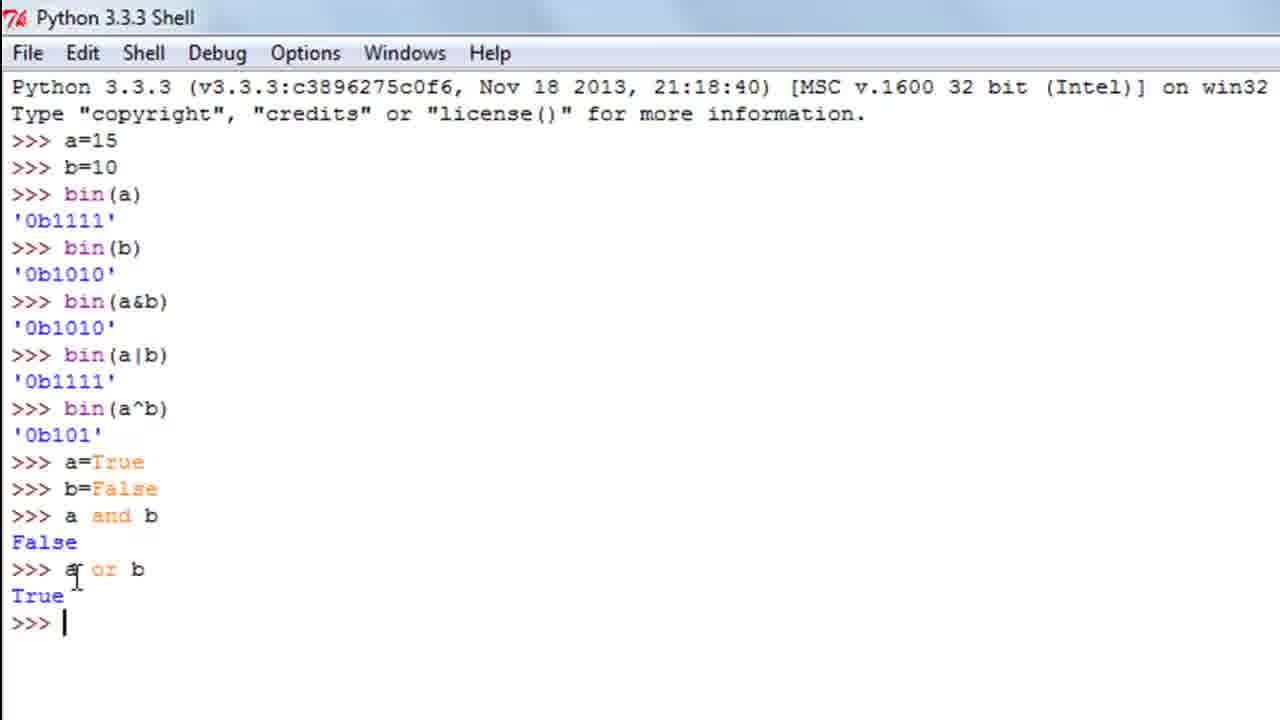 Python 3.3.3 Shell
File Edit Shell Debug Options Windows Help
Python 3.3.3 (v3.3.3:c3896275c0f6, Nov 18 2013, 21:18:40) [MSC v.1600 32 bit (Intel)] on win32
Type "copyright", "credits" or "license()" for more information.
>>> a=15
>>> b=10
>>> bin(a)
'0b1111'
>>> bin(b)
'0b1010'
>>> bin(a&b)
'0b1010'
>>> bin(a|b)
'0b1111'
>>> bin(a^b)
'0b101'
>>> a=True
>>> b=False
>>> a and b
False
>>> a or b
True
>>>